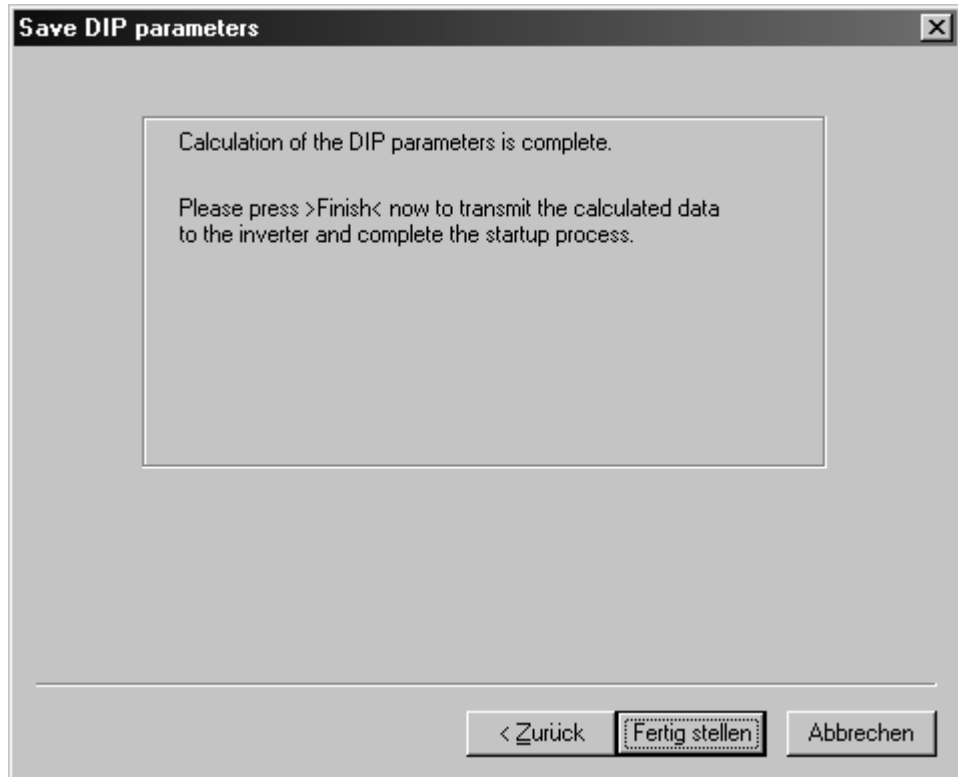 Save DIP parameters
Calculation of the DIP parameters is complete.
Please press >Finish< now to transmit the calculated data
to the inverter and complete the startup process.
< Zurück
Fertig stellen
Abbrechen